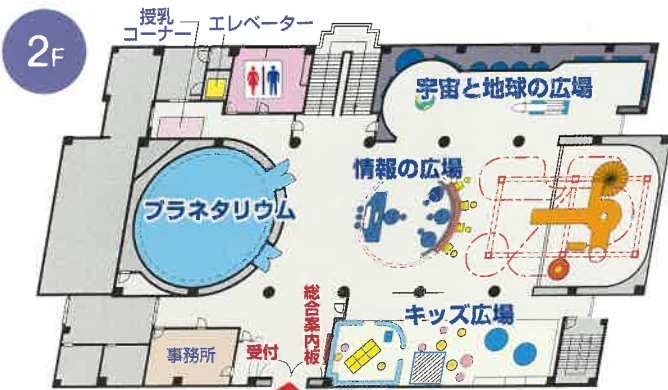 2F
授乳
コーナー
エレベーター
宇宙と地球の広場
情報の広場
プラネタリウム
総合案内板
キッズ広場
事務所
受付